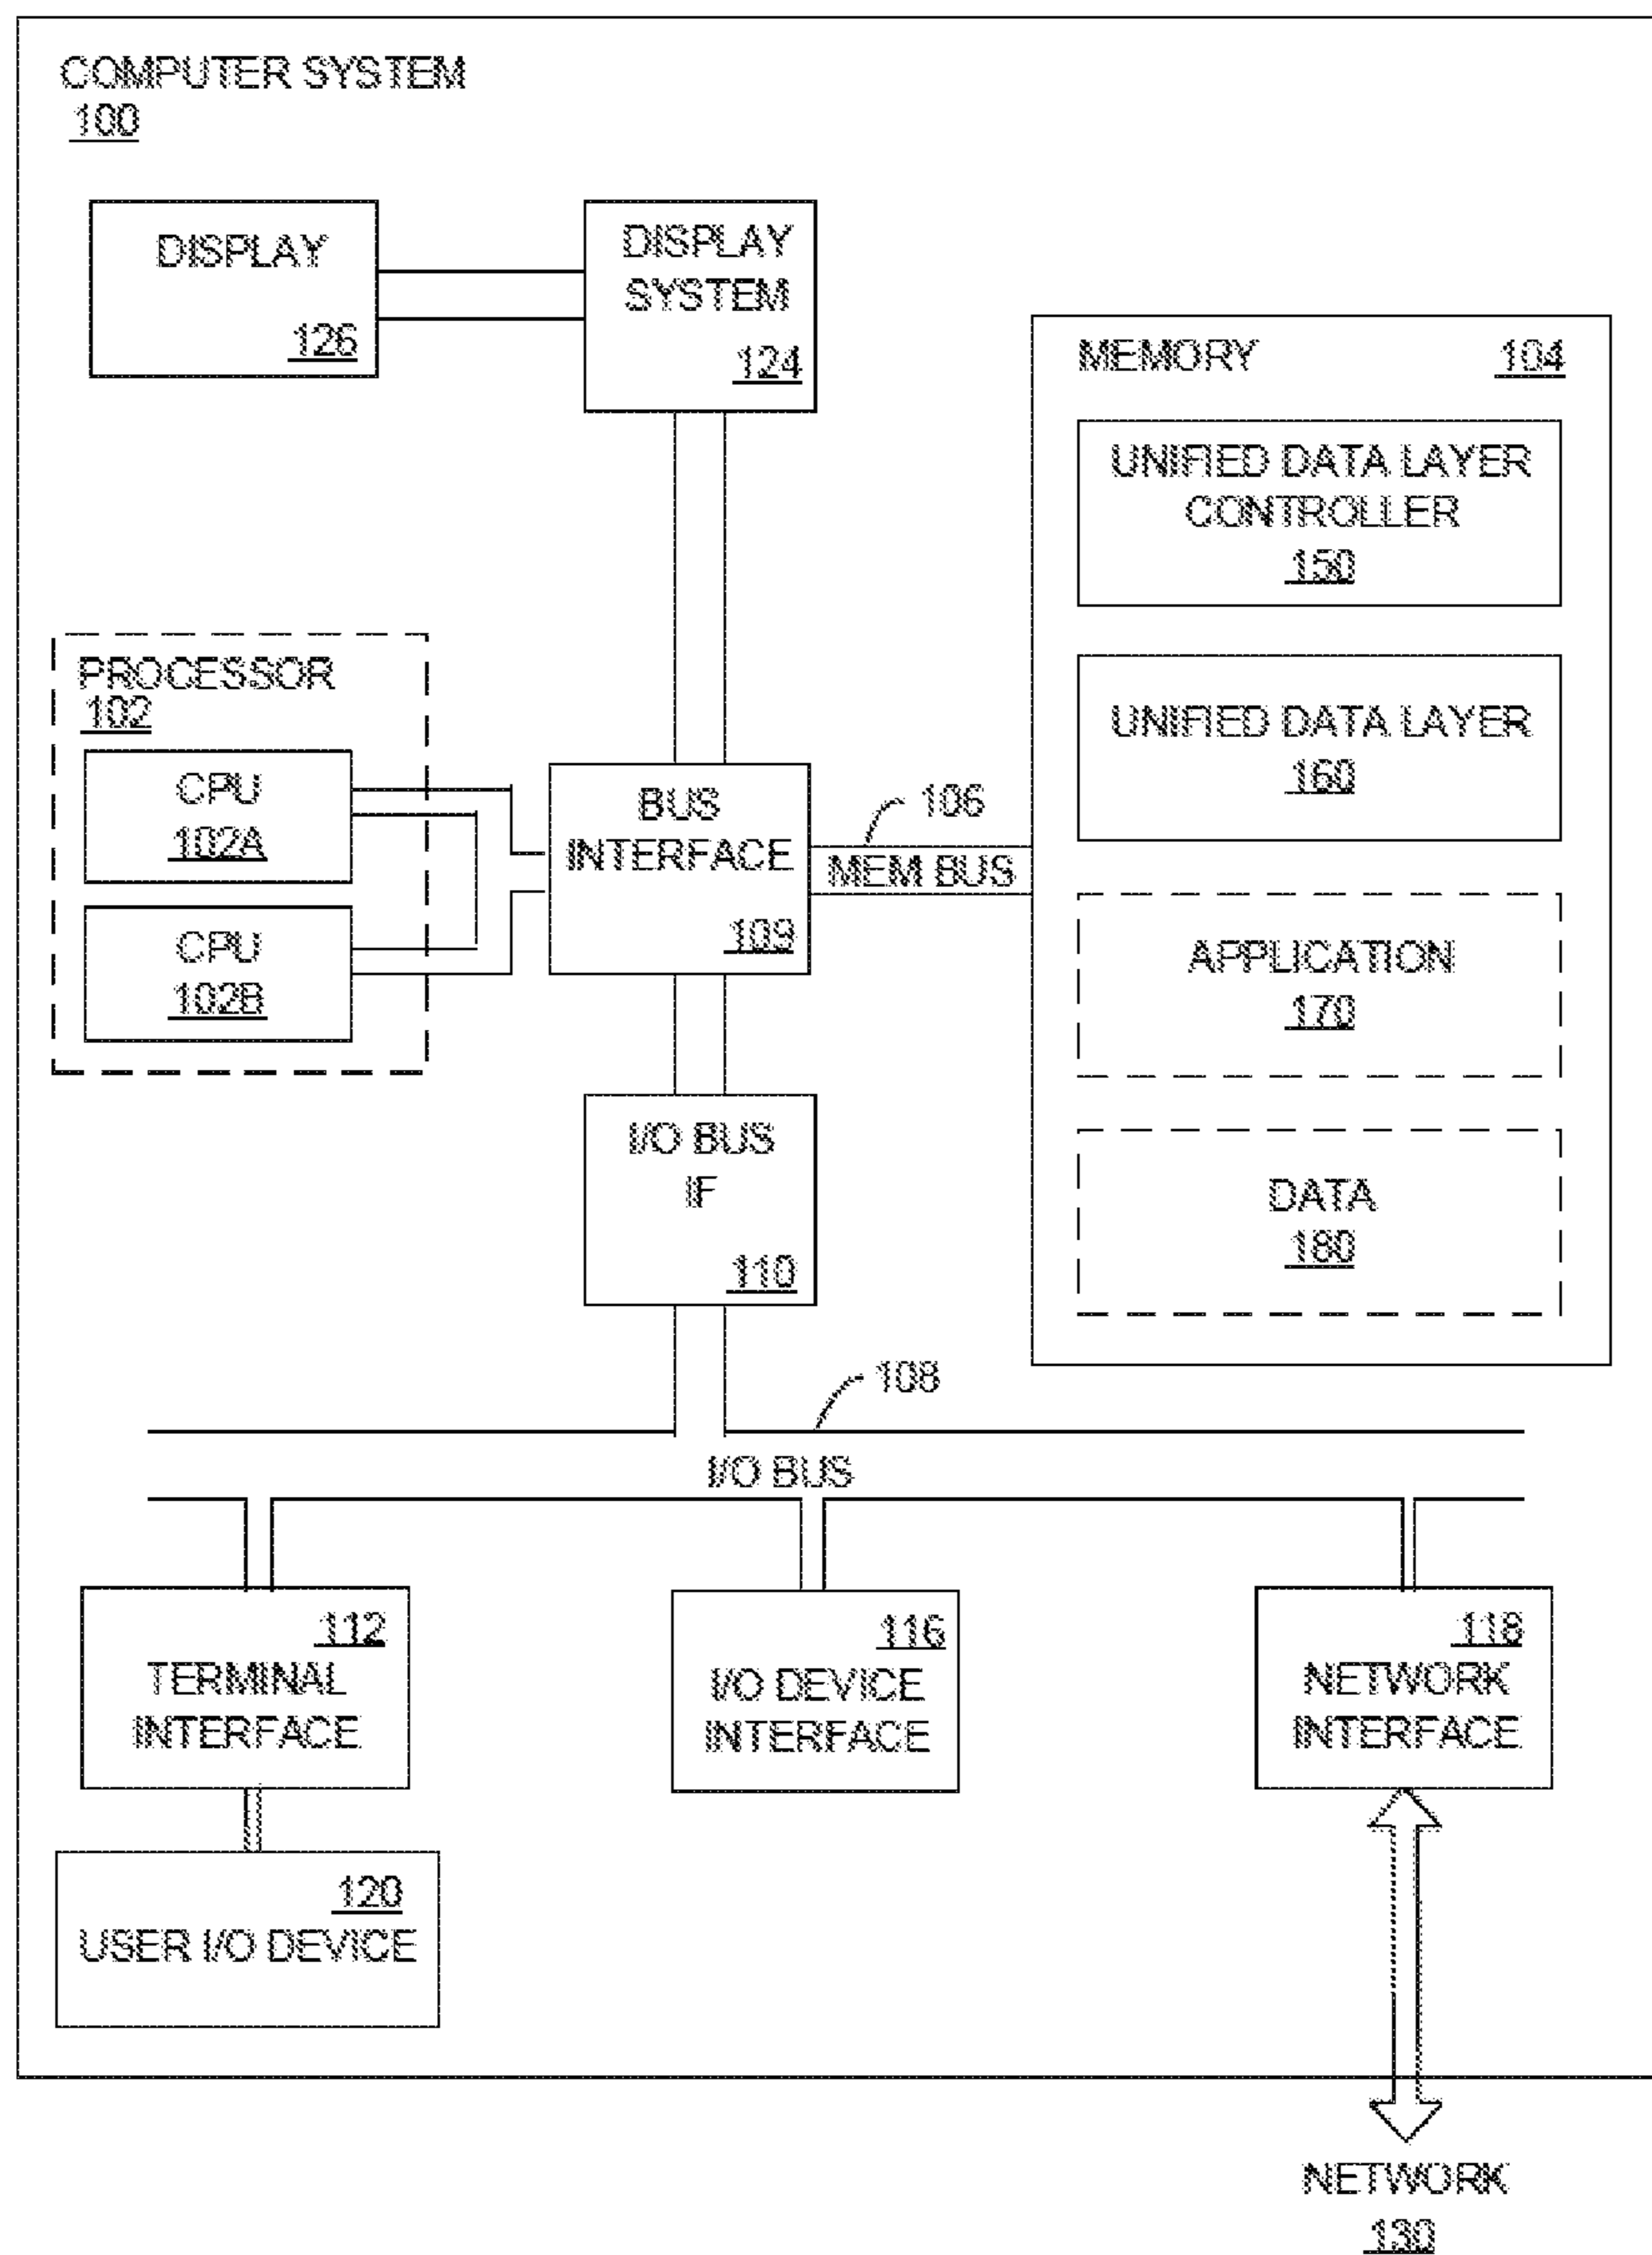 COMPUTER SYSTEM
100
DISPLAY
126
DISPLAY
SYSTEM
124
MEMORY 104
UNIFIED DATA LAYER
CONTROLLER
150
UNIFIED DATA LAYER
160
APPLICATION
170
DATA
180
PROCESSOR
102
CPU
102A
CPU
102B
BUS
INTERFACE
109
106
MEM BUS
I/O BUS
IF
110
108
I/O BUS
112
TERMINAL
INTERFACE
116
I/O DEVICE
INTERFACE
118
NETWORK
INTERFACE
120
USER I/O DEVICE
NETWORK
130